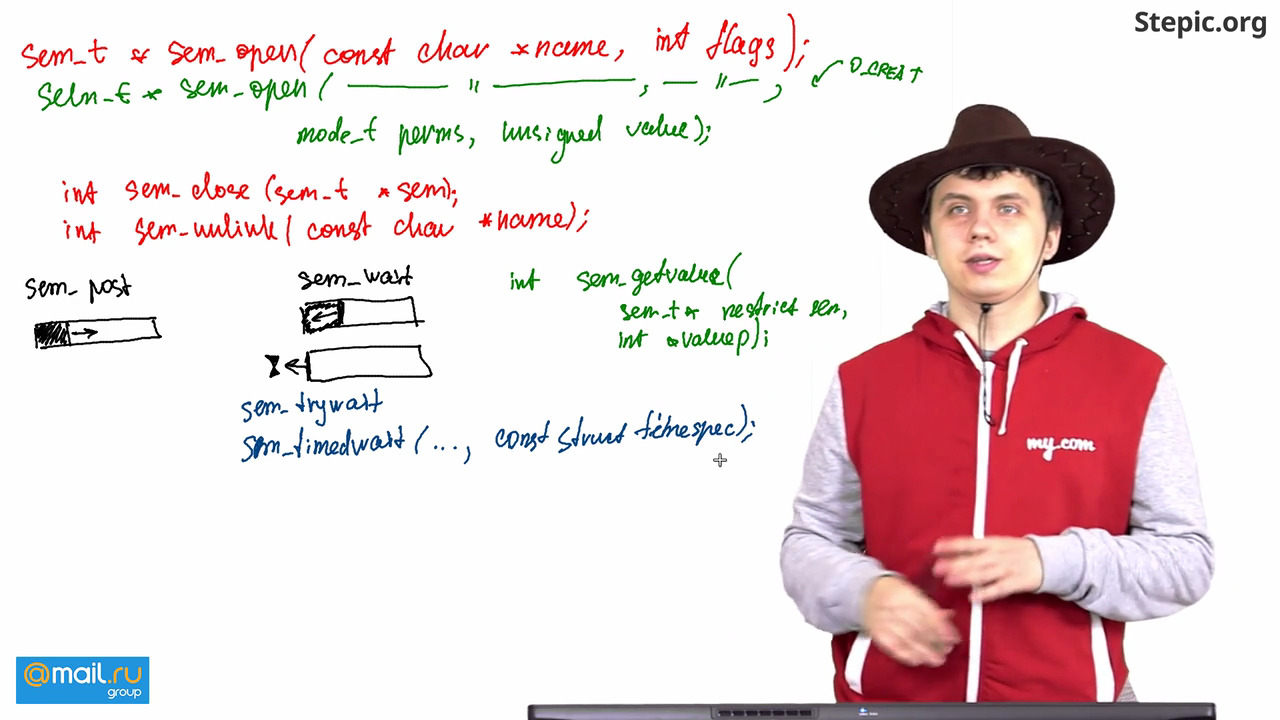 Stepic.org
sem_t * sem_open( const char *name, int flags);
sem_t * sem_open( —— " ——, — " —, ✓ O_CREAT
mode_t perms, unsigned value);
int sem_close (sem_t *sem);
int sem_unlink( const char *name);
sem_post
sem_wait
int sem_getvalue(
sem_t* restrict sem,
int *valuep);
sem_trywait
sem_timedwait (..., const struct timespec);
my.com
@mail.ru
group